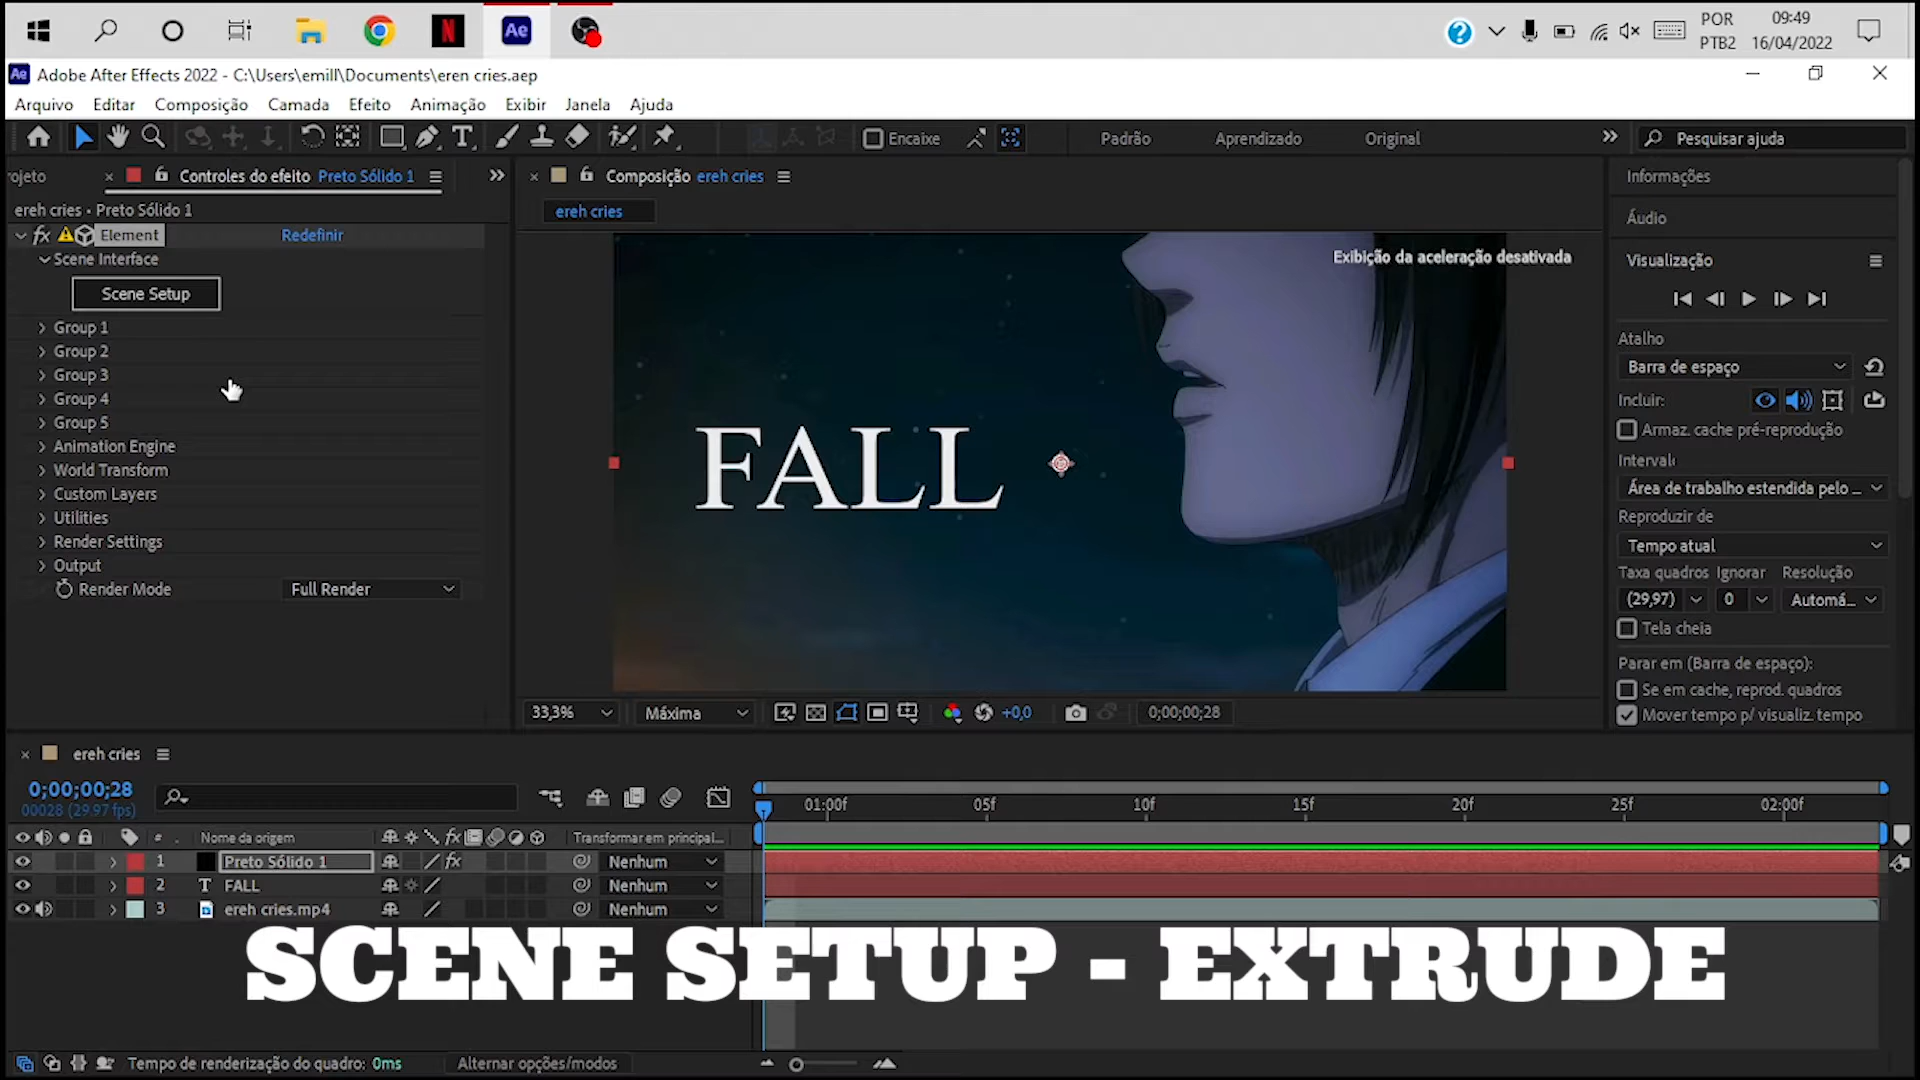 POR
PTB2
09:49
16/04/2022
Ae
Adobe After Effects 2022 - C:\Users\emill\Documents\eren cries.aep
Arquivo Editar Composição Camada Efeito Animação Exibir Janela Ajuda
Encaixe
Padrão Aprendizado Original
Pesquisar ajuda
rojeto
Controles do efeito Preto Sólido 1
ereh cries • Preto Sólido 1
fx Element Redefinir
Scene Interface
Scene Setup
Group 1
Group 2
Group 3
Group 4
Group 5
Animation Engine
World Transform
Custom Layers
Utilities
Render Settings
Output
Render Mode Full Render
Composição ereh cries
ereh cries
Exibição da aceleração desativada
FALL
33,3% Máxima +0,0 0;00;00;28
Informações
Áudio
Visualização
Atalho
Barra de espaço
Incluir:
Armaz. cache pré-reprodução
Interval
Área de trabalho estendida pelo ...
Reproduzir de
Tempo atual
Taxa quadros Ignorar Resolução
(29,97) 0 Automá...
Tela cheia
Parar em (Barra de espaço):
Se em cache, reprod. quadros
Mover tempo p/ visualiz. tempo
ereh cries
0;00;00;28
00028 (29.97 fps)
01:00f 05f 10f 15f 20f 25f 02:00f
# Nome da origem fx Transformar em principal...
1 Preto Sólido 1 fx Nenhum
2 T FALL Nenhum
3 ereh cries.mp4 Nenhum
SCENE SETUP - EXTRUDE
Tempo de renderização do quadro: 0ms Alternar opções/modos